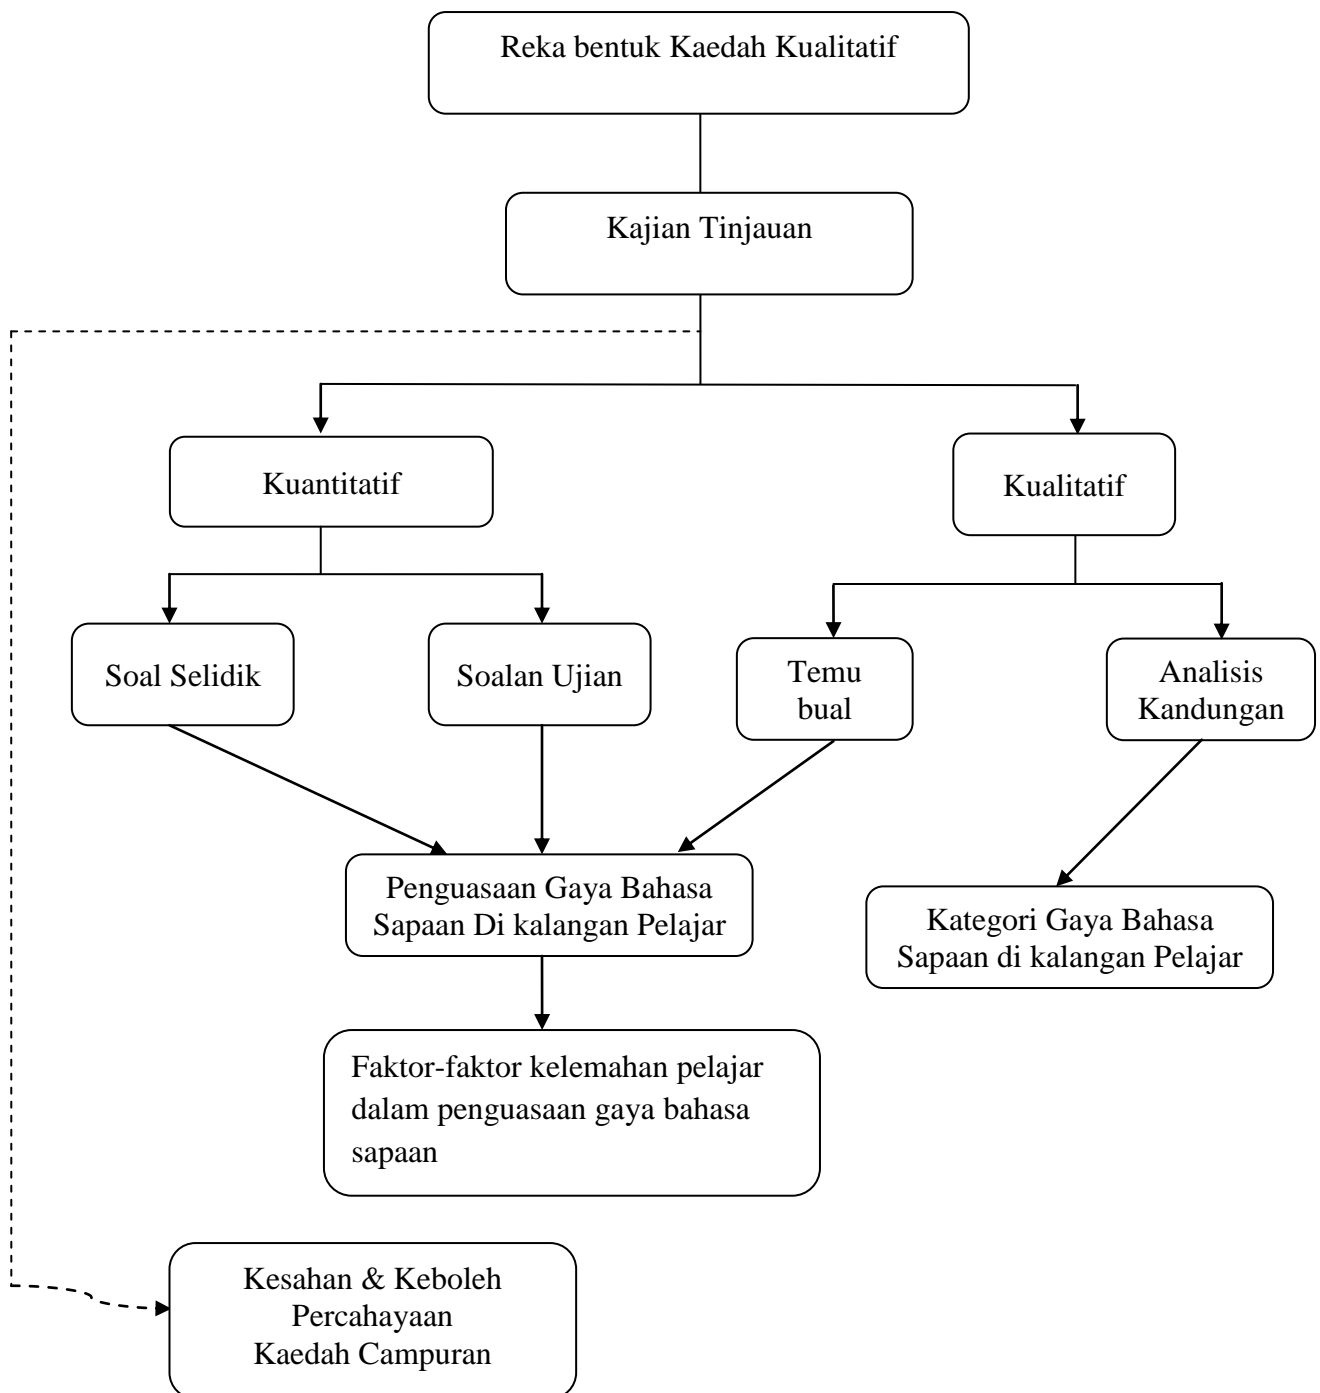 Reka bentuk Kaedah Kualitatif
Kajian Tinjauan
Kuantitatif
Kualitatif
Soal Selidik
Soalan Ujian
Temu
bual
Analisis
Kandungan
Penguasaan Gaya Bahasa
Sapaan Di kalangan Pelajar
Kategori Gaya Bahasa
Sapaan di kalangan Pelajar
Faktor-faktor kelemahan pelajar
dalam penguasaan gaya bahasa
sapaan
Kesahan & Keboleh
Percahayaan
Kaedah Campuran